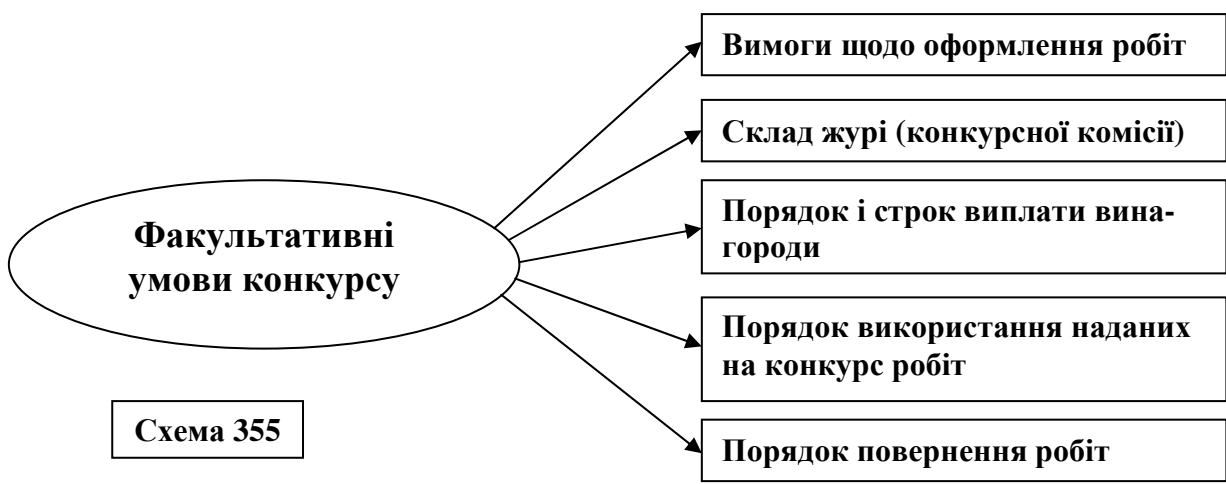 Вимоги щодо оформлення робіт
Склад журі (конкурсної комісії)
Порядок і строк виплати вина-
городи
Факультативні
умови конкурсу
Порядок використання наданих
на конкурс робіт
Схема 355
Порядок повернення робіт